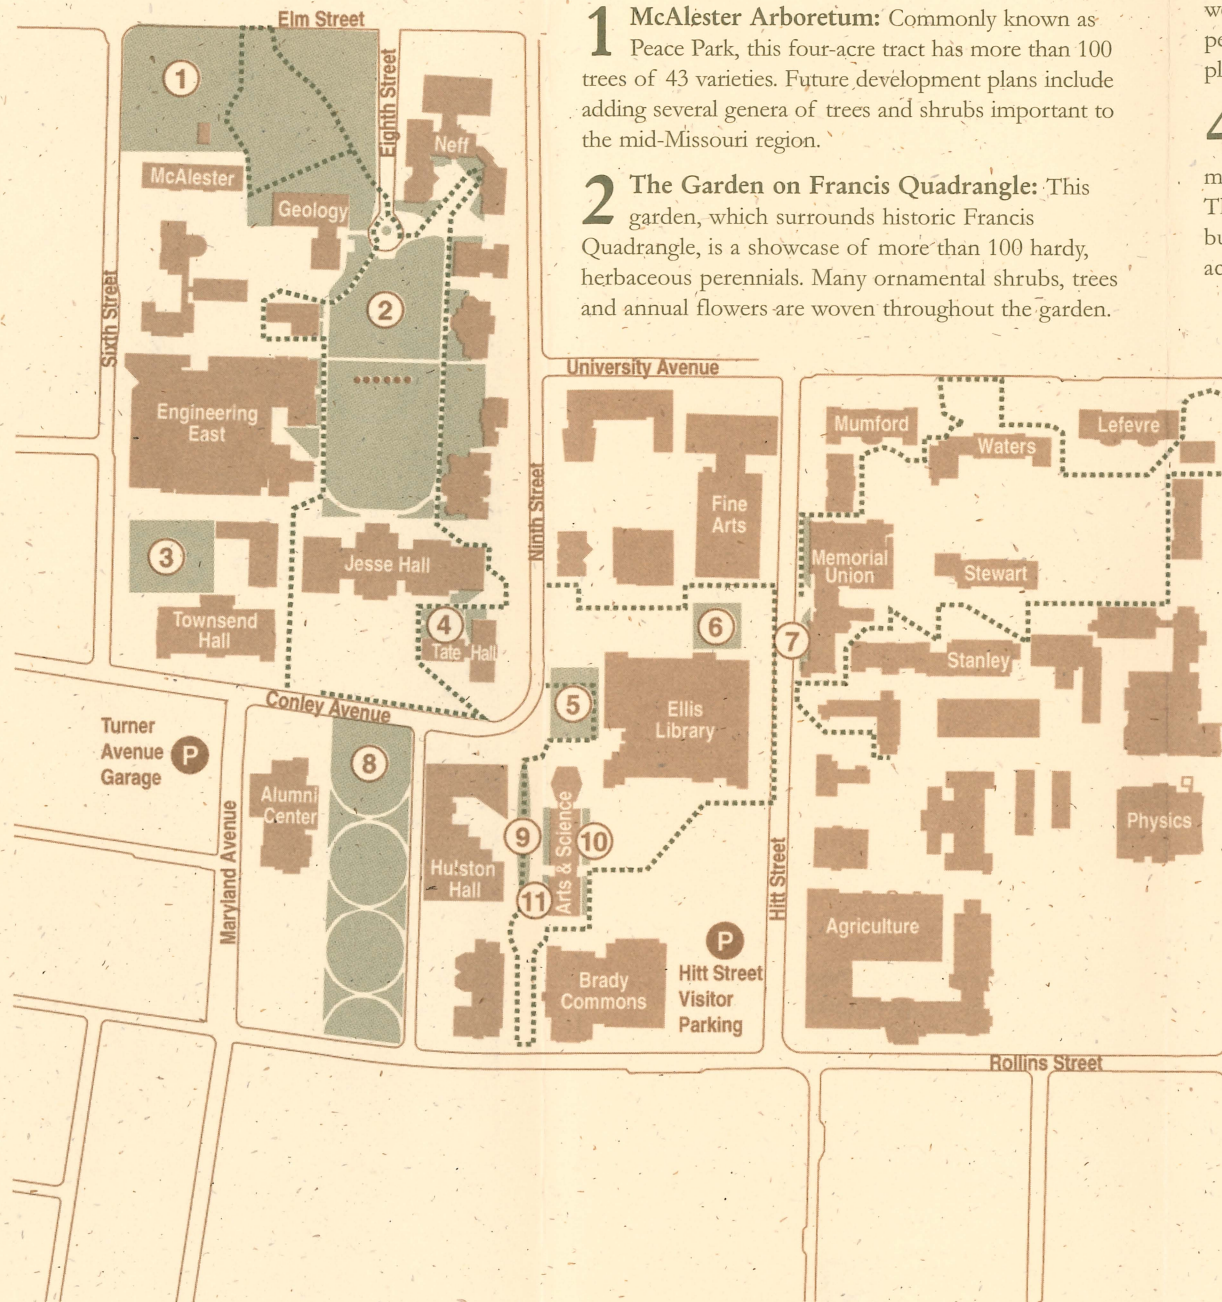 Elm Street
1 McAlester Arboretum: Commonly known as
Peace Park, this four-acre tract has more than 100
trees of 43 varieties. Future development plans include
adding several genera of trees and shrubs important to
the mid-Missouri region.
2 The Garden on Francis Quadrangle: This
garden, which surrounds historic Francis
Quadrangle, is a showcase of more than 100 hardy,
herbaceous perennials. Many ornamental shrubs, trees
and annual flowers are woven throughout the garden.
1
Eighth Street
Neff
McAlester
Geology
Sixth Street
2
University Avenue
Engineering
East
Mumford
Waters
Lefevre
Ninth Street
Fine
Arts
3
Jesse Hall
Memorial
Union
Stewart
Townsend
Hall
4
Tate Hall
6
7
Stanley
Conley Avenue
5
Ellis
Library
Turner
Avenue
Garage
P
8
Alumni
Center
Maryland Avenue
9
10
Arts & Science
Physics
Hulston
Hall
11
Hitt Street
Agriculture
P
Hitt Street
Visitor
Parking
Brady
Commons
Rollins Street
4